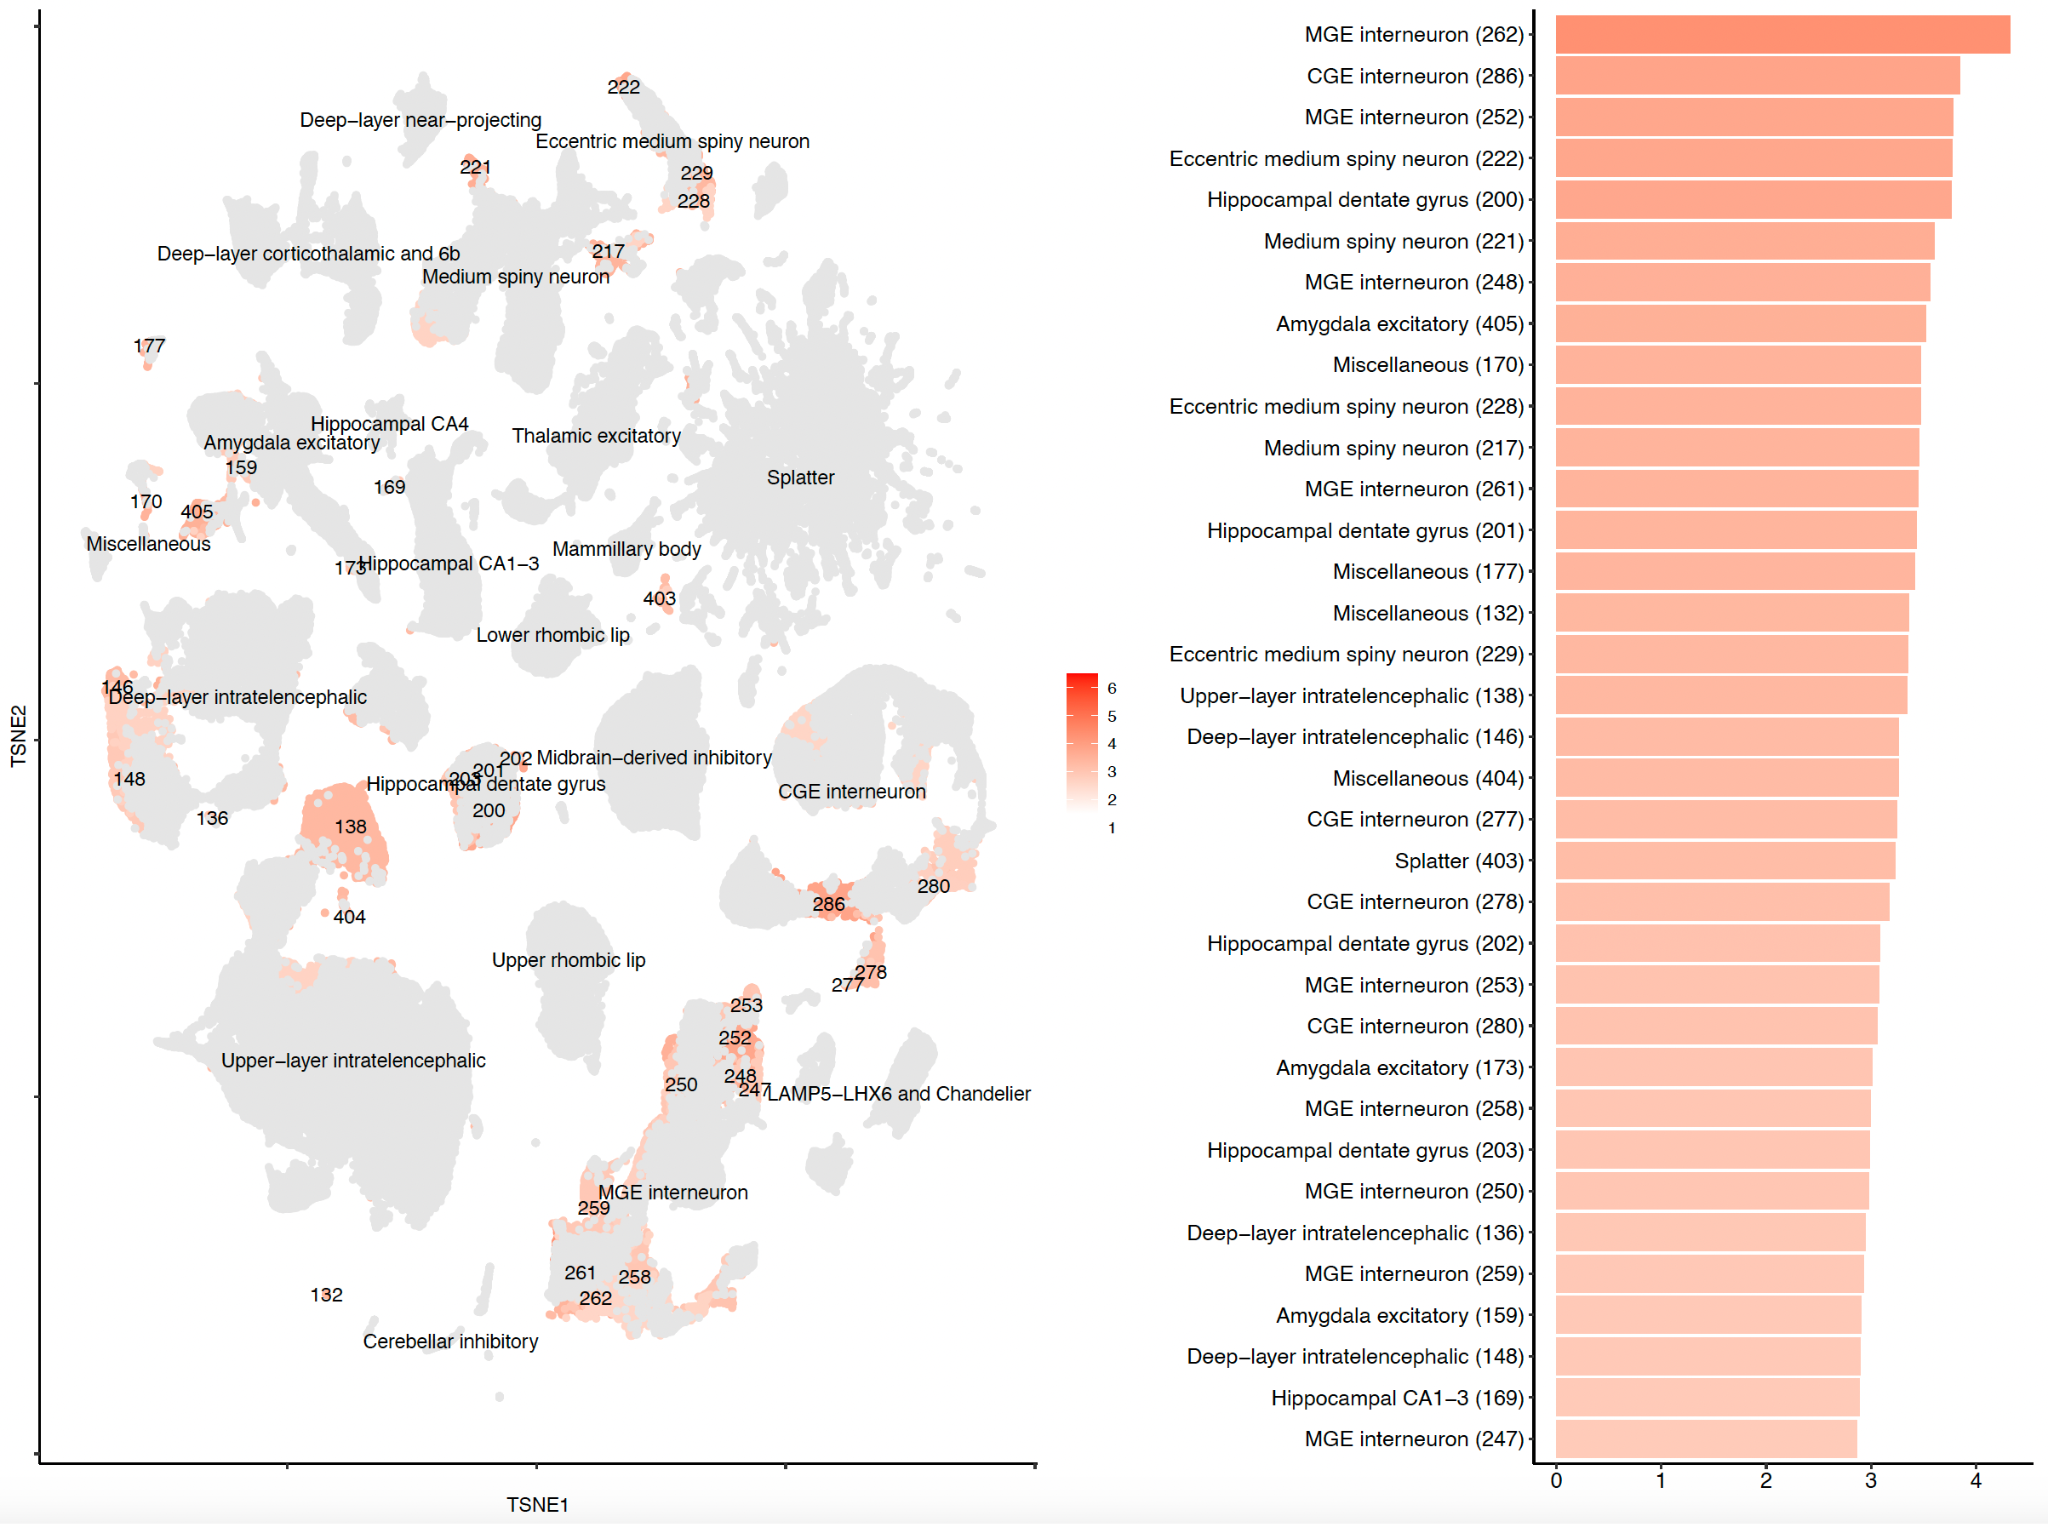 222
Deep−layer near−projecting
Eccentric medium spiny neuron
221
229
228
217
Deep−layer corticothalamic and 6b
Medium spiny neuron
177
Hippocampal CA4
Amygdala excitatory
Thalamic excitatory
159
Splatter
169
170
405
Miscellaneous
Mammillary body
173
Hippocampal CA1−3
403
Lower rhombic lip
146
Deep−layer intratelencephalic
202
Midbrain−derived inhibitory
201
203
148
Hippocampal dentate gyrus
CGE interneuron
200
136
138
280
286
404
Upper rhombic lip
278
277
253
252
Upper−layer intratelencephalic
248
250
247
LAMP5−LHX6 and Chandelier
MGE interneuron
259
261
258
132
262
Cerebellar inhibitory
TSNE2
TSNE1
6
5
4
3
2
1
MGE interneuron (262)
CGE interneuron (286)
MGE interneuron (252)
Eccentric medium spiny neuron (222)
Hippocampal dentate gyrus (200)
Medium spiny neuron (221)
MGE interneuron (248)
Amygdala excitatory (405)
Miscellaneous (170)
Eccentric medium spiny neuron (228)
Medium spiny neuron (217)
MGE interneuron (261)
Hippocampal dentate gyrus (201)
Miscellaneous (177)
Miscellaneous (132)
Eccentric medium spiny neuron (229)
Upper−layer intratelencephalic (138)
Deep−layer intratelencephalic (146)
Miscellaneous (404)
CGE interneuron (277)
Splatter (403)
CGE interneuron (278)
Hippocampal dentate gyrus (202)
MGE interneuron (253)
CGE interneuron (280)
Amygdala excitatory (173)
MGE interneuron (258)
Hippocampal dentate gyrus (203)
MGE interneuron (250)
Deep−layer intratelencephalic (136)
MGE interneuron (259)
Amygdala excitatory (159)
Deep−layer intratelencephalic (148)
Hippocampal CA1−3 (169)
MGE interneuron (247)
0 1 2 3 4